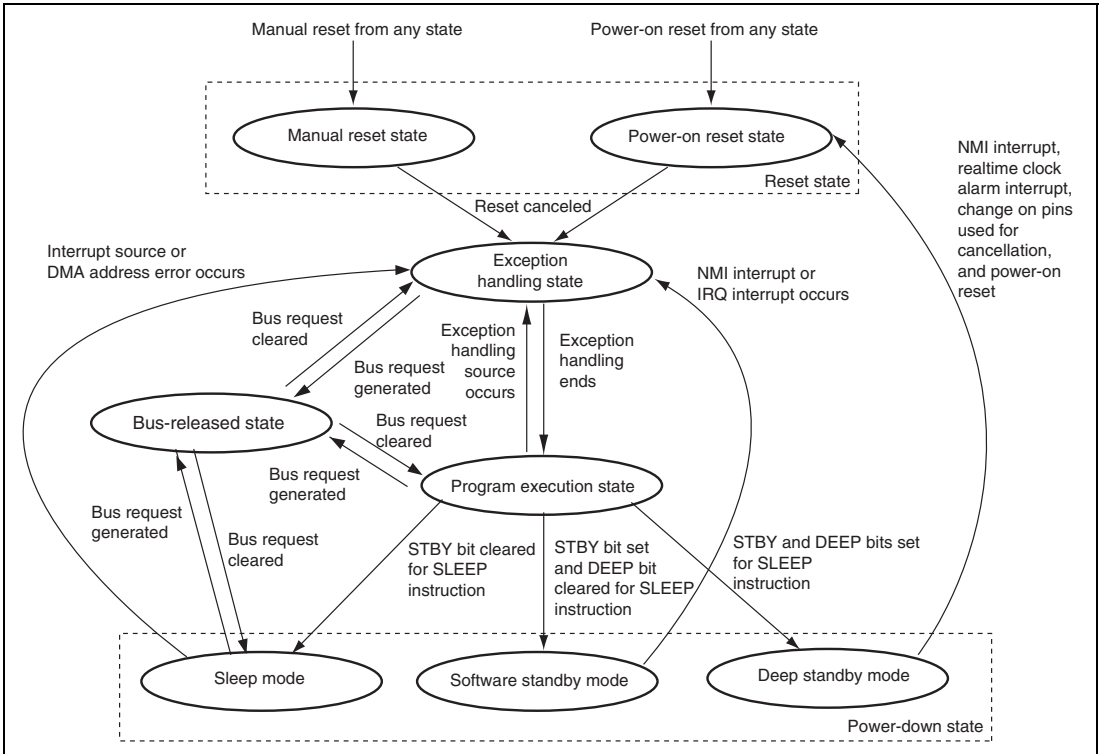 Manual reset from any state
Power-on reset from any state
Manual reset state
Power-on reset state
Reset state
NMI interrupt,
realtime clock
alarm interrupt,
change on pins
used for
cancellation,
and power-on
reset
Reset canceled
Interrupt source or
DMA address error occurs
Exception
handling state
NMI interrupt or
IRQ interrupt occurs
Bus request
cleared
Bus request
generated
Exception
handling
source
occurs
Exception
handling
ends
Bus-released state
Bus request
cleared
Bus request
generated
Program execution state
Bus request
generated
Bus request
cleared
STBY bit cleared
for SLEEP
instruction
STBY bit set
and DEEP bit
cleared for SLEEP
instruction
STBY and DEEP bits set
for SLEEP
instruction
Sleep mode
Software standby mode
Deep standby mode
Power-down state